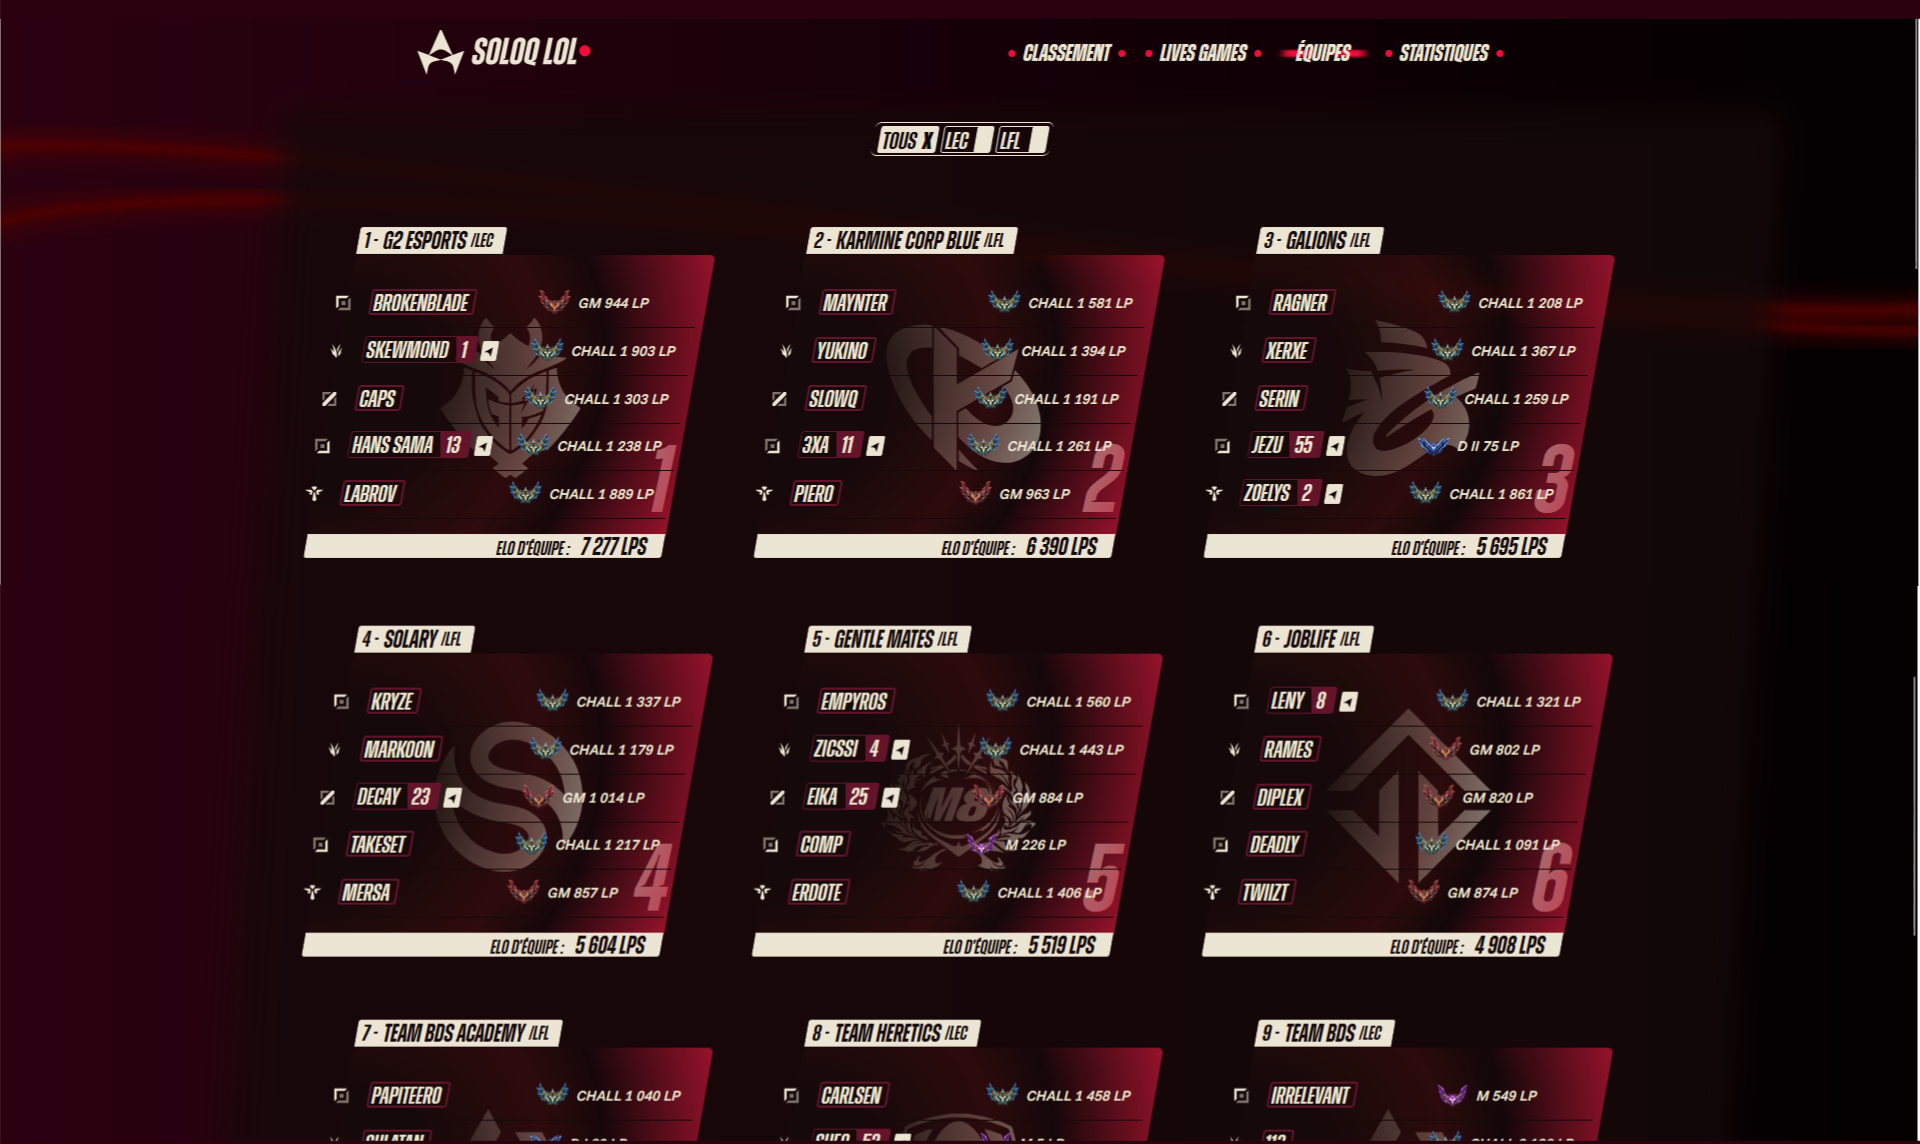 SOLOQ LOL
CLASSEMENT LIVES GAMES ÉQUIPES STATISTIQUES
TOUS X LEC LFL
1 - G2 ESPORTS /LEC
BROKENBLADE GM 944 LP
SKEWMOND 1 CHALL 1 903 LP
CAPS CHALL 1 303 LP
HANS SAMA 13 CHALL 1 238 LP
LABROV CHALL 1 889 LP
1
ELO D'ÉQUIPE : 7 277 LPS
2 - KARMINE CORP BLUE /LFL
MAYNTER CHALL 1 581 LP
YUKINO CHALL 1 394 LP
SLOWQ CHALL 1 191 LP
3XA 11 CHALL 1 261 LP
PIERO GM 963 LP
2
ELO D'ÉQUIPE : 6 390 LPS
3 - GALIONS /LFL
RAGNER CHALL 1 208 LP
XERXE CHALL 1 367 LP
SERIN CHALL 1 259 LP
JEZU 55 D II 75 LP
ZOELYS 2 CHALL 1 861 LP
3
ELO D'ÉQUIPE : 5 695 LPS
4 - SOLARY /LFL
KRYZE CHALL 1 337 LP
MARKOON CHALL 1 179 LP
DECAY 23 GM 1 014 LP
TAKESET CHALL 1 217 LP
MERSA GM 857 LP
4
ELO D'ÉQUIPE : 5 604 LPS
5 - GENTLE MATES /LFL
EMPYROS CHALL 1 560 LP
ZICSSI 4 CHALL 1 443 LP
EIKA 25 GM 884 LP
M8
COMP M 226 LP
ERDOTE CHALL 1 406 LP
5
ELO D'ÉQUIPE : 5 519 LPS
6 - JOBLIFE /LFL
LENY 8 CHALL 1 321 LP
RAMES GM 802 LP
DIPLEX GM 820 LP
DEADLY CHALL 1 091 LP
TWIIZT GM 874 LP
6
ELO D'ÉQUIPE : 4 908 LPS
7 - TEAM BDS ACADEMY /LFL
PAPITEERO CHALL 1 040 LP
8 - TEAM HERETICS /LEC
CARLSEN CHALL 1 458 LP
9 - TEAM BDS /LEC
IRRELEVANT M 549 LP